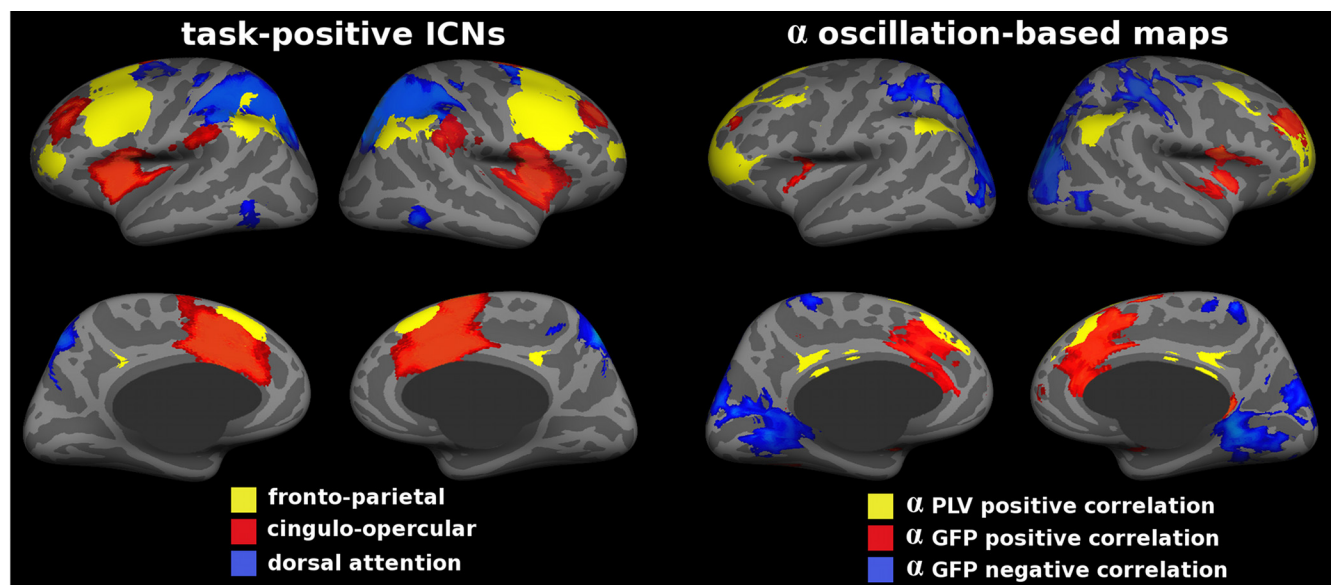 task-positive ICNs
α oscillation-based maps
fronto-parietal
cingulo-opercular
dorsal attention
α PLV positive correlation
α GFP positive correlation
α GFP negative correlation